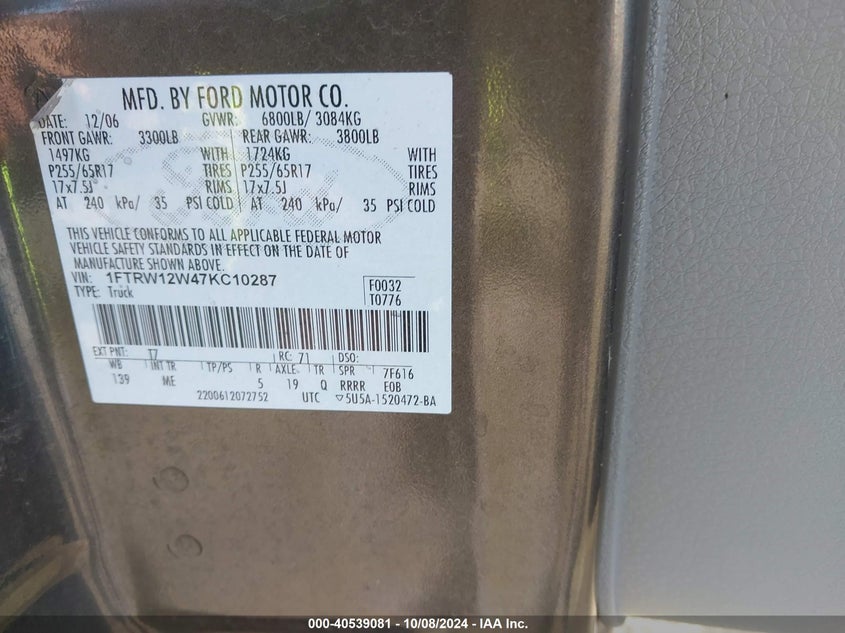 MFD. BY FORD MOTOR CO.
DATE: 12/06 GVWR: 6800LB/ 3084KG
FRONT GAWR: 3300LB REAR GAWR: 3800LB
1497KG WITH 1724KG WITH
P255/65R17 TIRES P255/65R17 TIRES
17x7.5J RIMS 17x7.5J RIMS
AT 240 kPa/ 35 PSI COLD AT 240 kPa/ 35 PSI COLD
THIS VEHICLE CONFORMS TO ALL APPLICABLE FEDERAL MOTOR
VEHICLE SAFETY STANDARDS IN EFFECT ON THE DATE OF
MANUFACTURE SHOWN ABOVE.
VIN: 1FTRW12W47KC10287 F0032
TYPE: Truck T0776
EXT PNT: T7 RC: 71 DSO:
WB INT TR TP/PS R AXLE TR SPR 7F616
139 ME 5 19 Q RRRR EOB
2200612072752 UTC ▽5U5A-1520472-BA
000-40539081 - 10/08/2024 - IAA Inc.